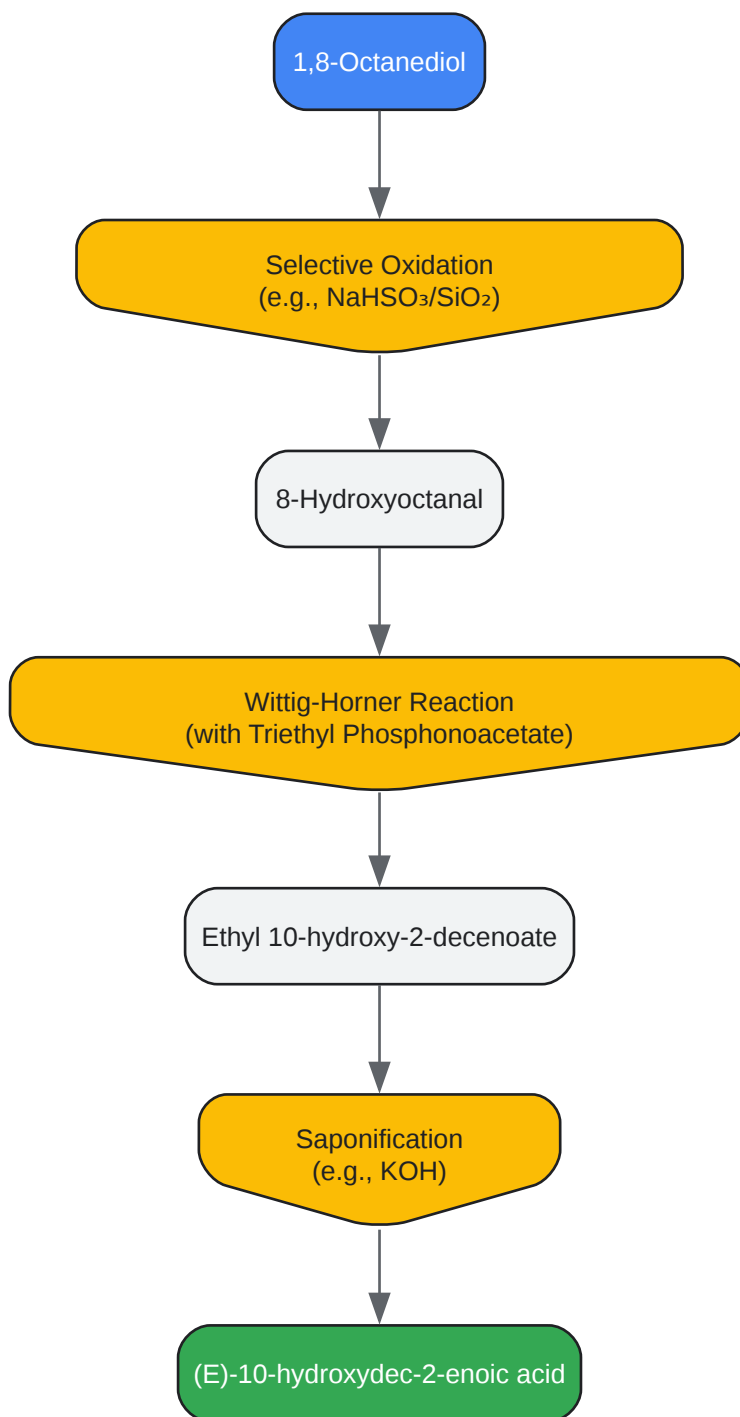 1,8-Octanediol
Selective Oxidation
(e.g., NaHSO₃/SiO₂)
8-Hydroxyoctanal
Wittig-Horner Reaction
(with Triethyl Phosphonoacetate)
Ethyl 10-hydroxy-2-decenoate
Saponification
(e.g., KOH)
(E)-10-hydroxydec-2-enoic acid